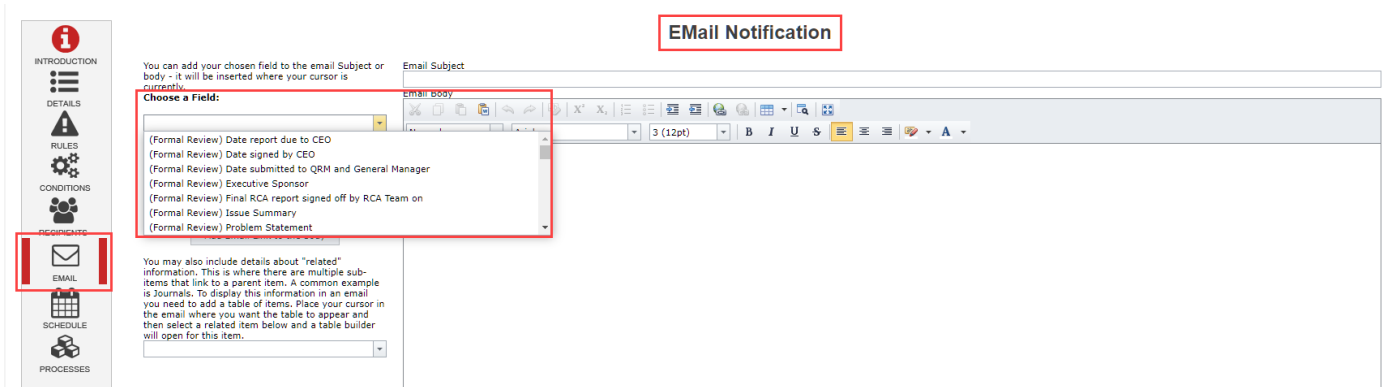 EMail Notification
INTRODUCTION
DETAILS
RULES
CONDITIONS
RECIPIENTS
EMAIL
SCHEDULE
PROCESSES
You can add your chosen field to the email Subject or
body - it will be inserted where your cursor is
currently.
Choose a Field:
(Formal Review) Date report due to CEO
(Formal Review) Date signed by CEO
(Formal Review) Date submitted to QRM and General Manager
(Formal Review) Executive Sponsor
(Formal Review) Final RCA report signed off by RCA Team on
(Formal Review) Issue Summary
(Formal Review) Problem Statement
Add Email Link to the body
You may also include details about "related"
information. This is where there are multiple sub-
items that link to a parent item. A common example
is Journals. To display this information in an email
you need to add a table of items. Place your cursor in
the email where you want the table to appear and
then select a related item below and a table builder
will open for this item.
Email Subject
Email Body
3 (12pt)
B I U S A